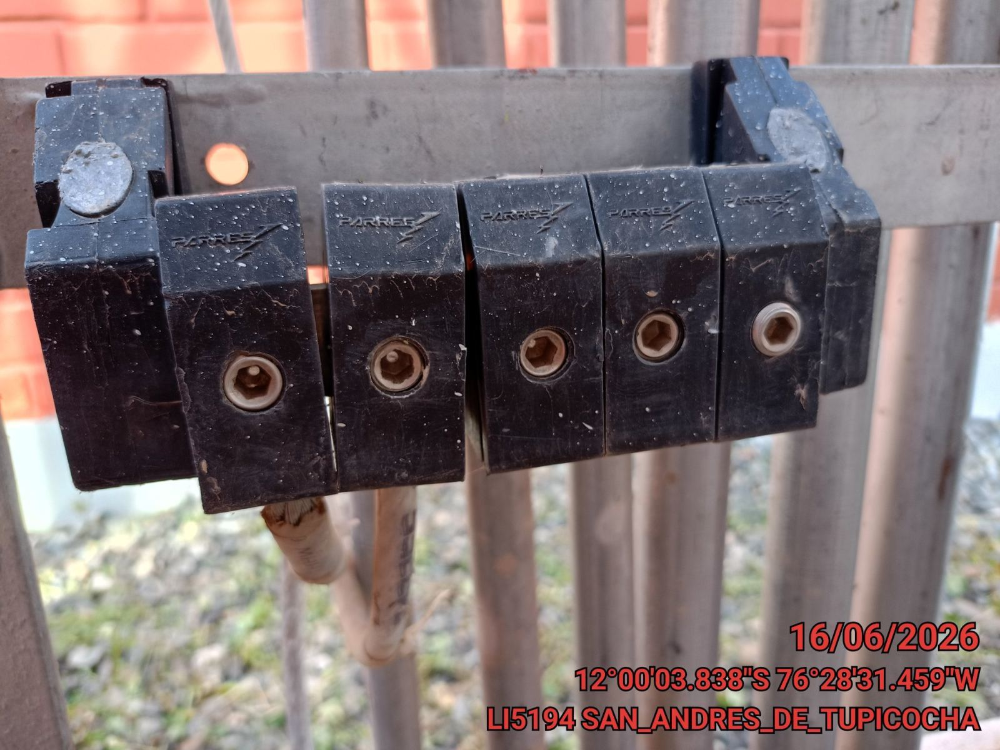 PARRES
PARRES
PARRES
PARRES
PARRES
16/06/2026
12°00'03.838"S 76°28'31.459"W
LI5194 SAN_ANDRES_DE_TUPICOCHA